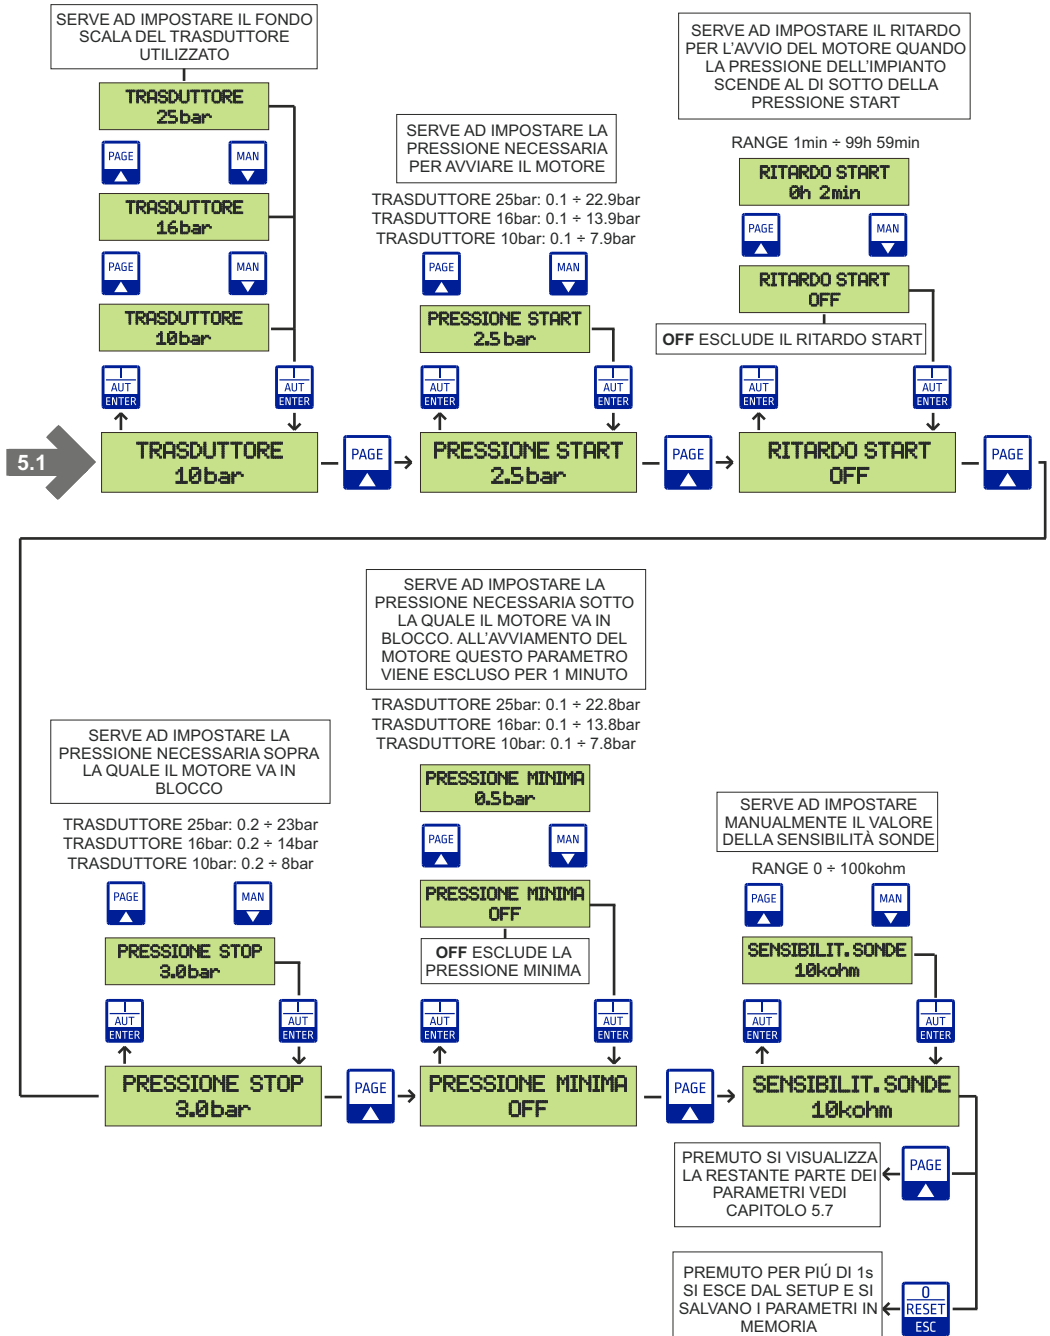 SERVE AD IMPOSTARE IL FONDO
SCALA DEL TRASDUTTORE
UTILIZZATO
TRASDUTTORE
25bar
PAGE
MAN
TRASDUTTORE
16bar
PAGE
MAN
TRASDUTTORE
10bar
AUT
ENTER
AUT
ENTER
5.1
TRASDUTTORE
10bar
PAGE
SERVE AD IMPOSTARE LA
PRESSIONE NECESSARIA
PER AVVIARE IL MOTORE
TRASDUTTORE 25bar: 0.1 ÷ 22.9bar
TRASDUTTORE 16bar: 0.1 ÷ 13.9bar
TRASDUTTORE 10bar: 0.1 ÷ 7.9bar
PAGE
MAN
PRESSIONE START
2.5bar
AUT
ENTER
AUT
ENTER
PRESSIONE START
2.5bar
PAGE
SERVE AD IMPOSTARE IL RITARDO
PER L'AVVIO DEL MOTORE QUANDO
LA PRESSIONE DELL'IMPIANTO
SCENDE AL DI SOTTO DELLA
PRESSIONE START
RANGE 1min ÷ 99h 59min
RITARDO START
0h 2min
PAGE
MAN
RITARDO START
OFF
OFF ESCLUDE IL RITARDO START
AUT
ENTER
AUT
ENTER
RITARDO START
OFF
PAGE
SERVE AD IMPOSTARE LA
PRESSIONE NECESSARIA SOPRA
LA QUALE IL MOTORE VA IN
BLOCCO
TRASDUTTORE 25bar: 0.2 ÷ 23bar
TRASDUTTORE 16bar: 0.2 ÷ 14bar
TRASDUTTORE 10bar: 0.2 ÷ 8bar
PAGE
MAN
PRESSIONE STOP
3.0bar
AUT
ENTER
AUT
ENTER
PRESSIONE STOP
3.0bar
PAGE
SERVE AD IMPOSTARE LA
PRESSIONE NECESSARIA SOTTO
LA QUALE IL MOTORE VA IN
BLOCCO. ALL'AVVIAMENTO DEL
MOTORE QUESTO PARAMETRO
VIENE ESCLUSO PER 1 MINUTO
TRASDUTTORE 25bar: 0.1 ÷ 22.8bar
TRASDUTTORE 16bar: 0.1 ÷ 13.8bar
TRASDUTTORE 10bar: 0.1 ÷ 7.8bar
PRESSIONE MINIMA
0.5bar
PAGE
MAN
PRESSIONE MINIMA
OFF
OFF ESCLUDE LA
PRESSIONE MINIMA
AUT
ENTER
AUT
ENTER
PRESSIONE MINIMA
OFF
PAGE
SERVE AD IMPOSTARE
MANUALMENTE IL VALORE
DELLA SENSIBILITÀ SONDE
RANGE 0 ÷ 100kohm
PAGE
MAN
SENSIBILIT.SONDE
10kohm
AUT
ENTER
AUT
ENTER
SENSIBILIT.SONDE
10kohm
PREMUTO SI VISUALIZZA
LA RESTANTE PARTE DEI
PARAMETRI VEDI
CAPITOLO 5.7
PAGE
PREMUTO PER PIÚ DI 1s
SI ESCE DAL SETUP E SI
SALVANO I PARAMETRI IN
MEMORIA
0
RESET
ESC